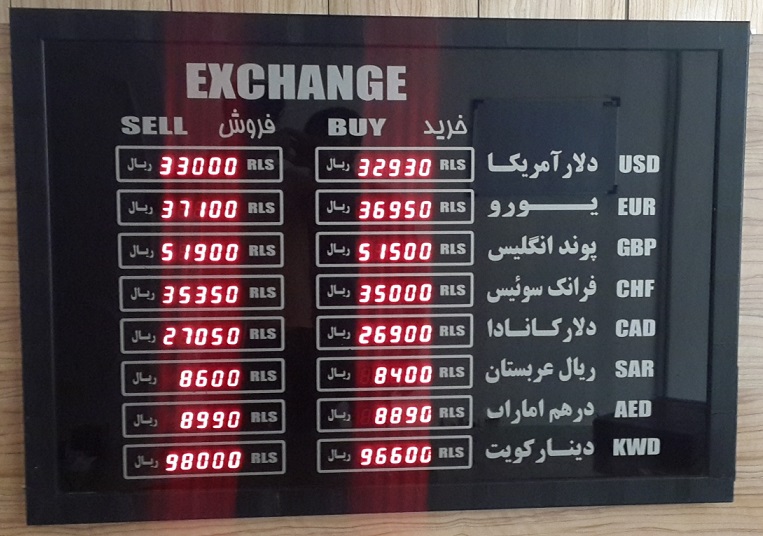 EXCHANGE
SELL فروش BUY خرید
ریال 33000 RLS ریال 32930 RLS دلار آمریکا USD
ریال 37100 RLS ریال 36950 RLS یورو EUR
ریال 51900 RLS ریال 51500 RLS پوند انگلیس GBP
ریال 35350 RLS ریال 35000 RLS فرانک سوئیس CHF
ریال 27050 RLS ریال 26900 RLS دلار کانادا CAD
ریال 8600 RLS ریال 8400 RLS ریال عربستان SAR
ریال 8990 RLS ریال 8890 RLS درهم اماراب AED
ریال 98000 RLS ریال 96600 RLS دینار کویت KWD